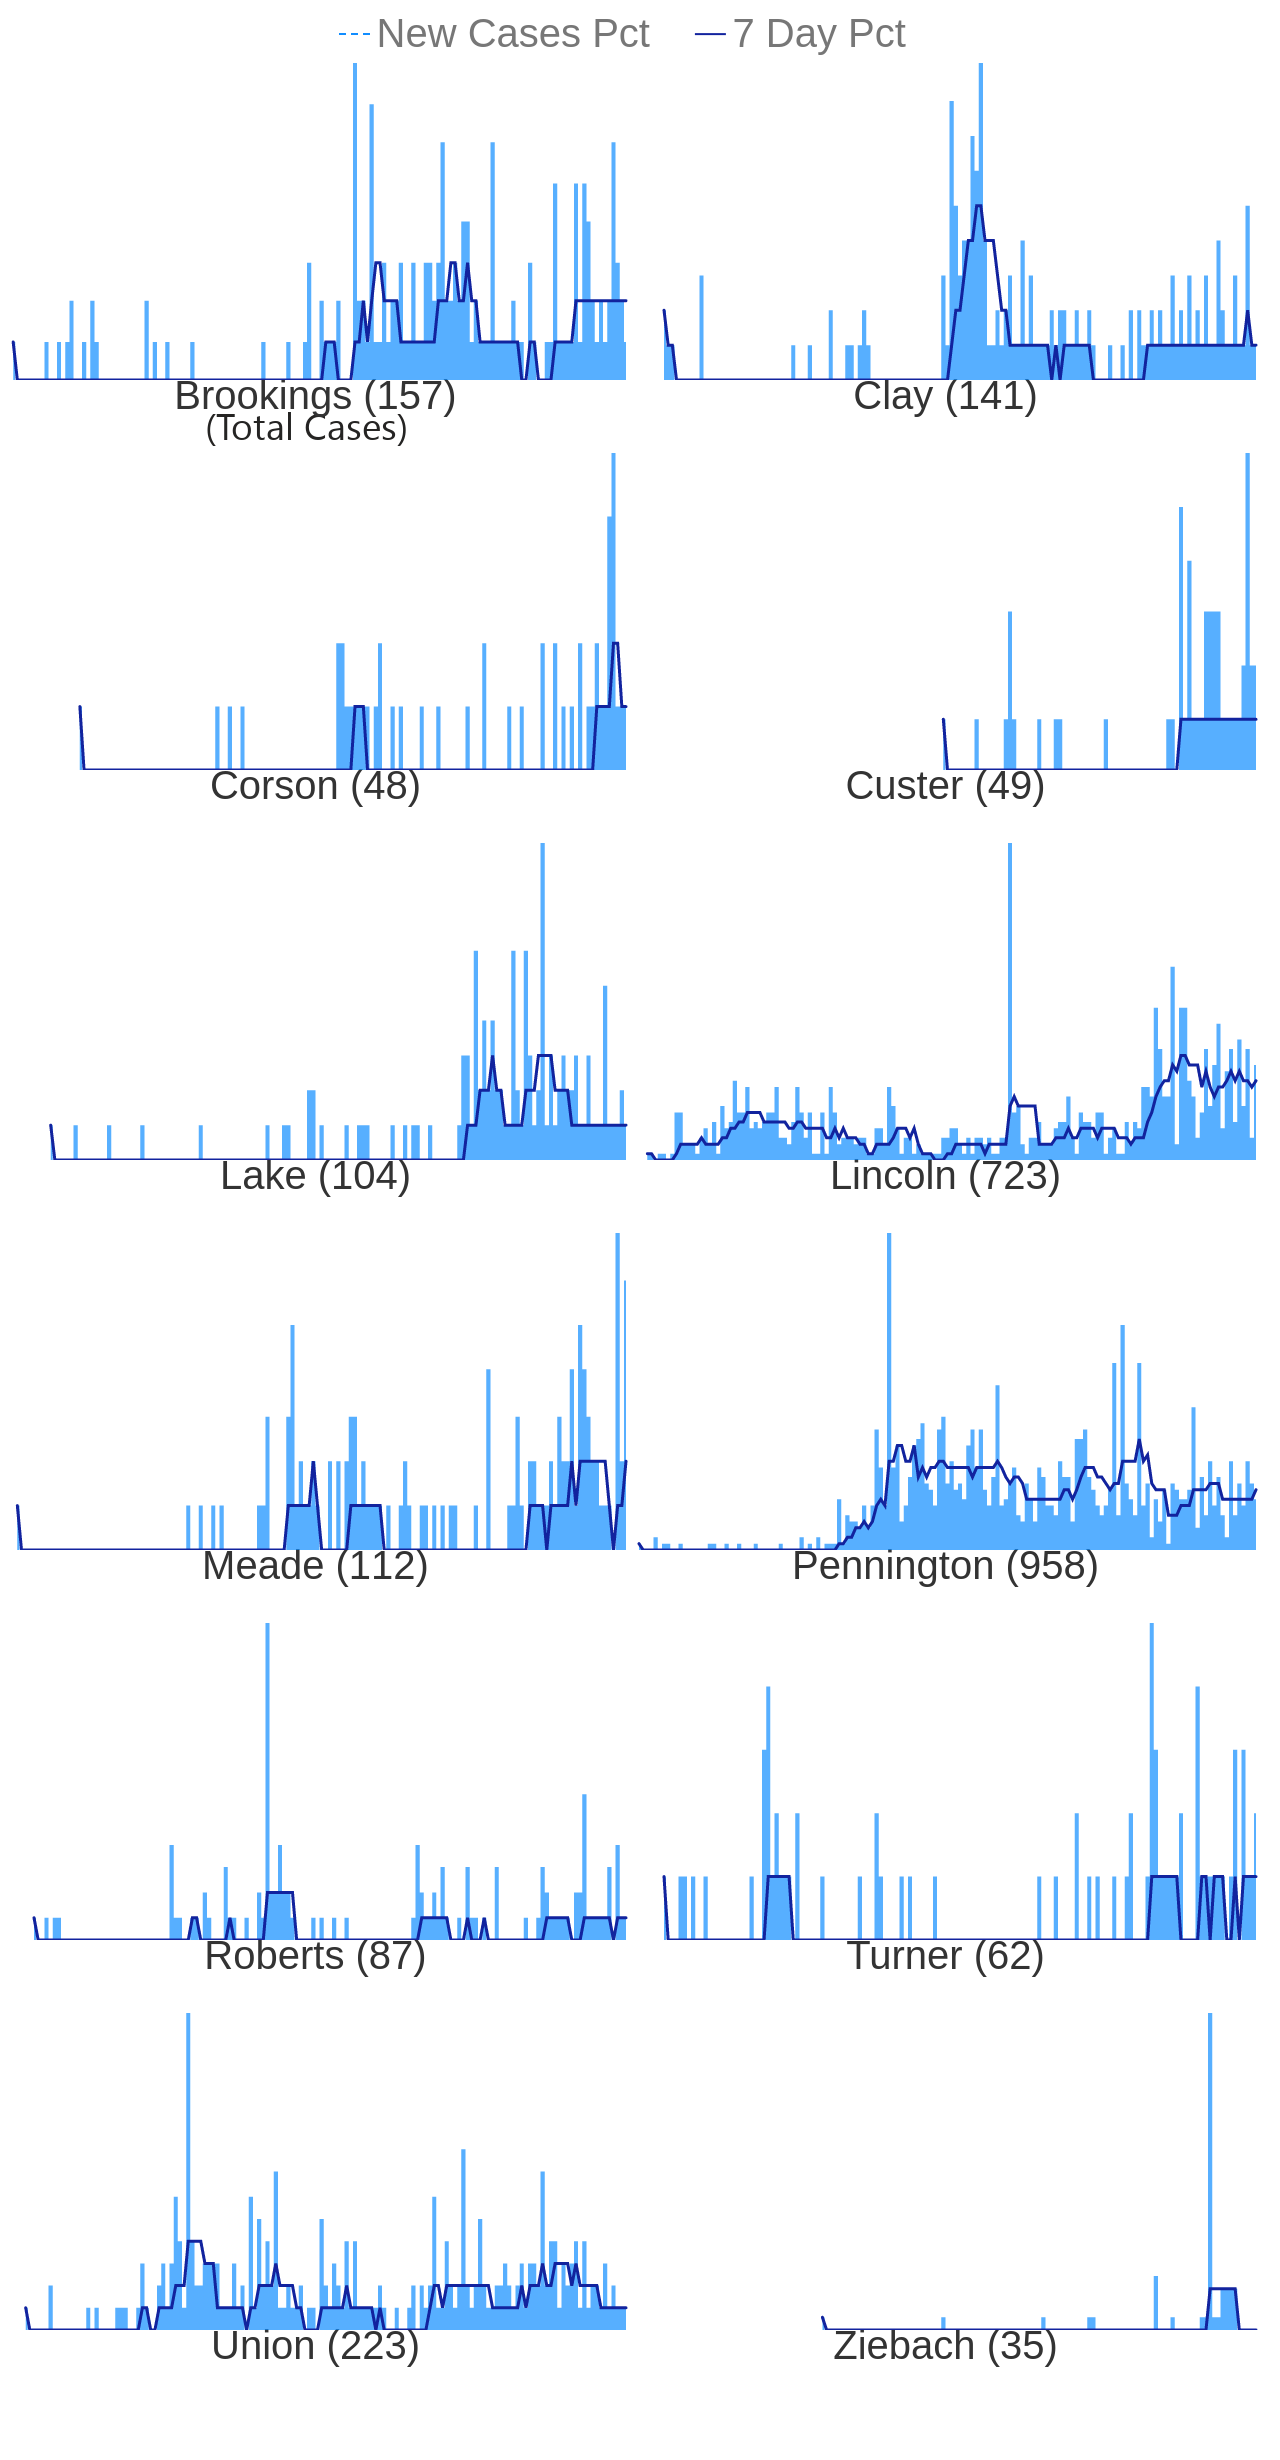 New Cases Pct 7 Day Pct
Brookings (157) Clay (141)
(Total Cases)
Corson (48) Custer (49)
Lake (104) Lincoln (723)
Meade (112) Pennington (958)
Roberts (87) Turner (62)
Union (223) Ziebach (35)